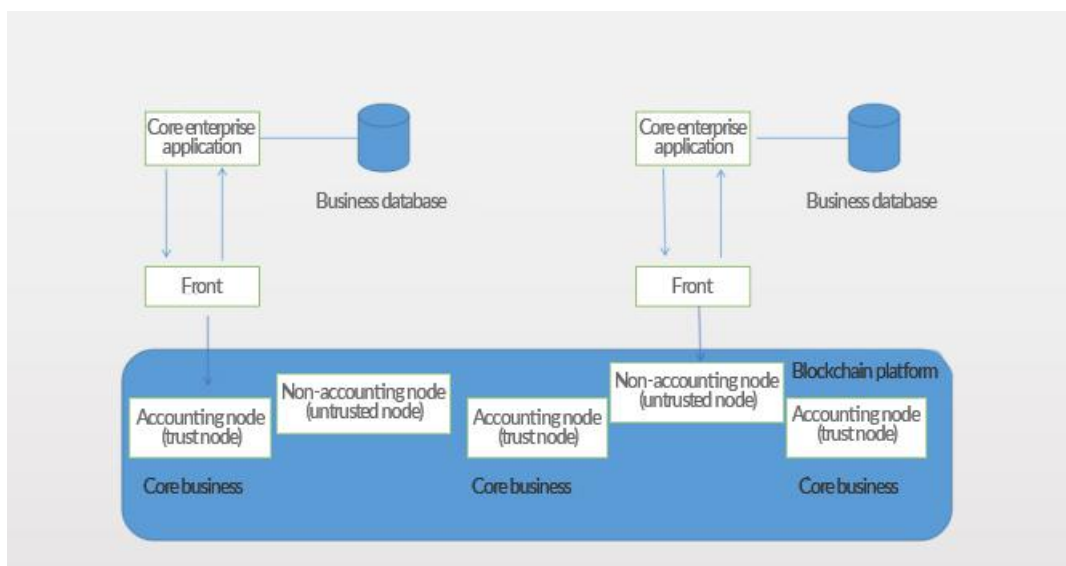 Core enterprise
application
Core enterprise
application
Business database
Business database
Front
Front
Blockchain platform
Non-accounting node
(untrusted node)
Non-accounting node
(untrusted node)
Accounting node
(trust node)
Accounting node
(trust node)
Accounting node
(trust node)
Core business
Core business
Core business